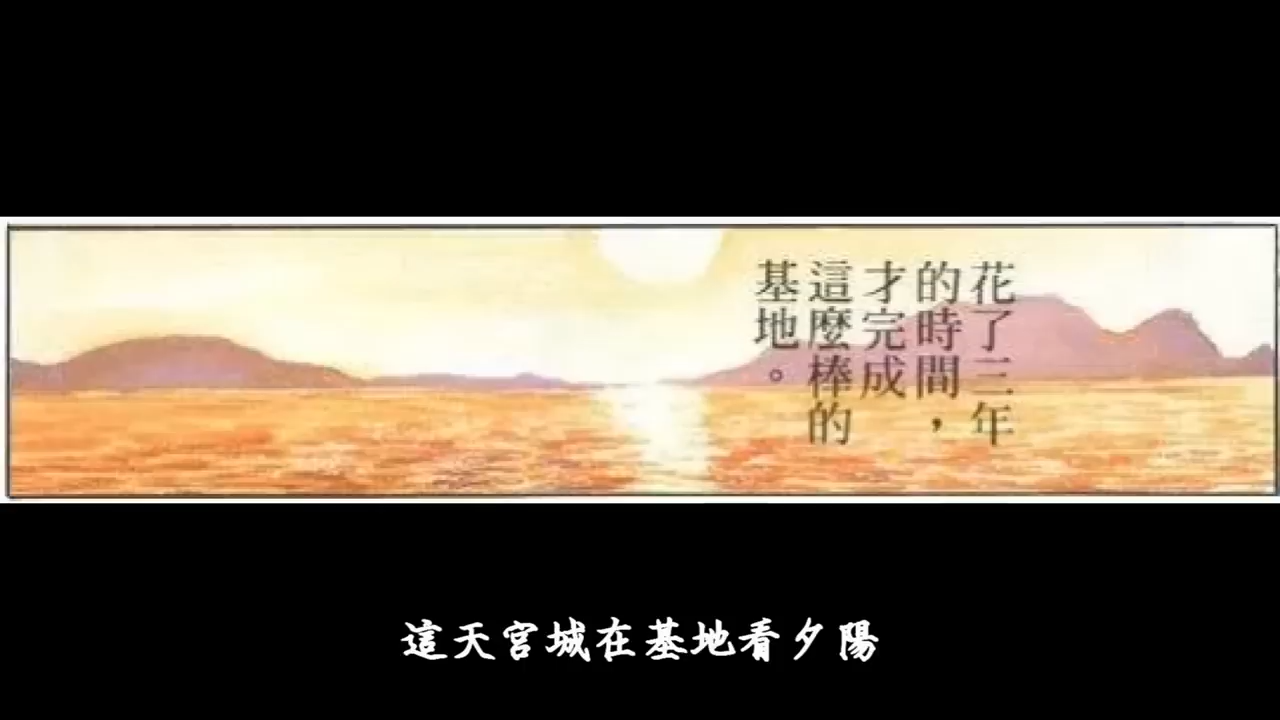 花了三年
的時間，
才完成
這麼棒的
基地。
這天宮城在基地看夕陽